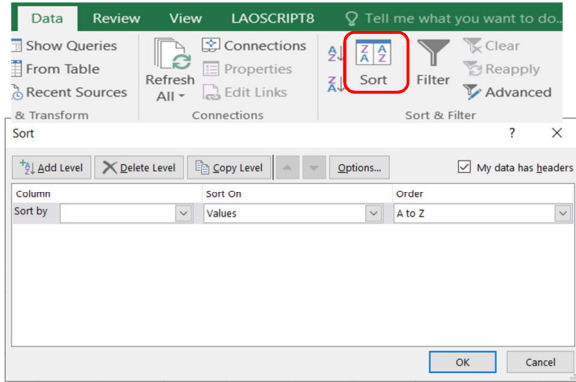 Data Review View LAOSCRIPT8 Tell me what you want to do..
Show Queries
From Table
Recent Sources
& Transform
Refresh
All
Connections
Properties
Edit Links
Connections
A
Z
Z
A
Z A
A Z
Sort
Filter
Clear
Reapply
Advanced
Sort & Filter
Sort ?
Add Level Delete Level Copy Level Options... My data has headers
Column Sort On Order
Sort by Values A to Z
OK Cancel